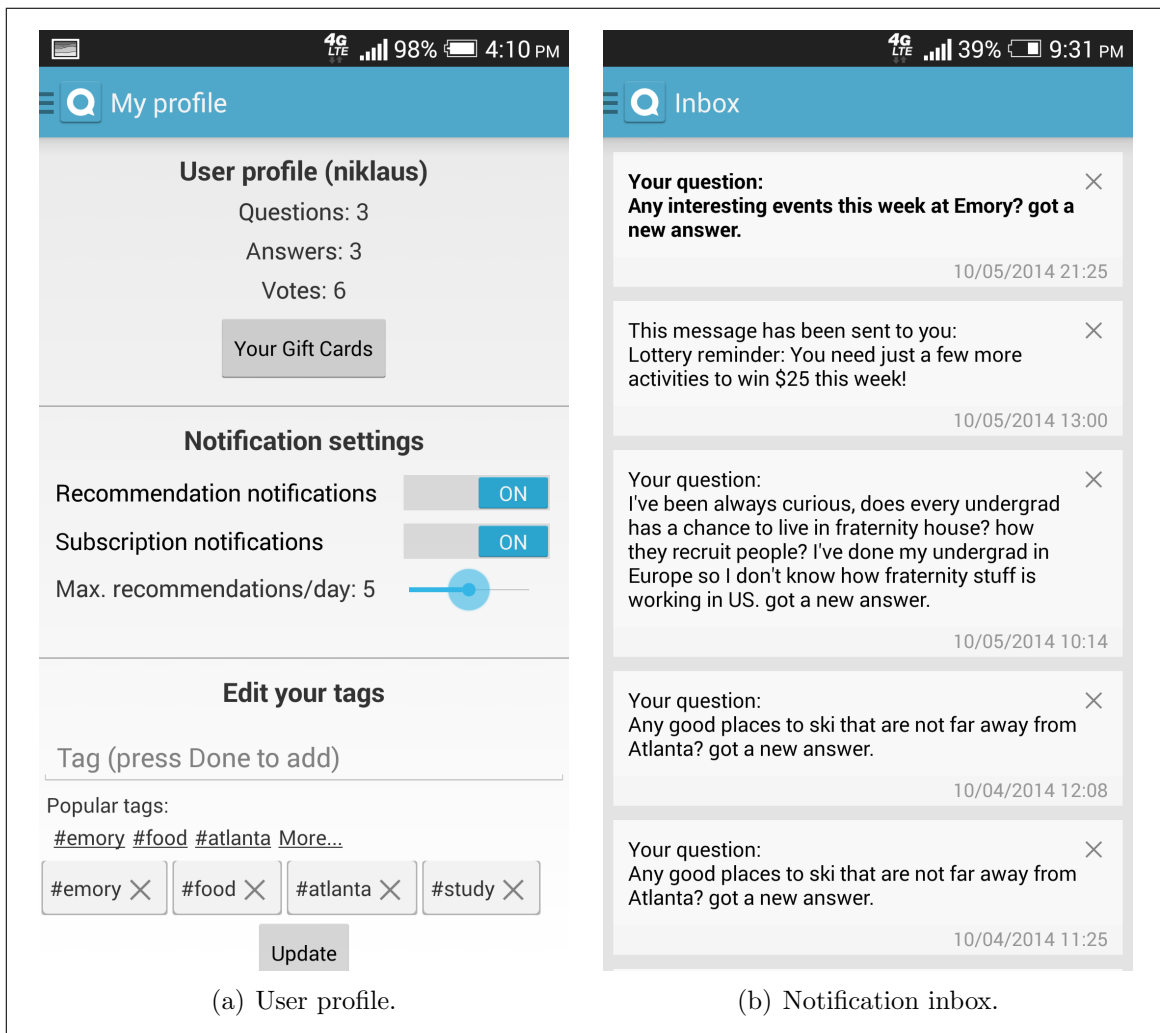 4G LTE 98% 4:10 PM
My profile
User profile (niklaus)
Questions: 3
Answers: 3
Votes: 6
Your Gift Cards
Notification settings
Recommendation notifications ON
Subscription notifications ON
Max. recommendations/day: 5
Edit your tags
Tag (press Done to add)
Popular tags:
#emory #food #atlanta More...
#emory #food #atlanta #study
Update
(a) User profile.
4G LTE 39% 9:31 PM
Inbox
Your question:
Any interesting events this week at Emory? got a
new answer.
10/05/2014 21:25
This message has been sent to you:
Lottery reminder: You need just a few more
activities to win $25 this week!
10/05/2014 13:00
Your question:
I've been always curious, does every undergrad
has a chance to live in fraternity house? how
they recruit people? I've done my undergrad in
Europe so I don't know how fraternity stuff is
working in US. got a new answer.
10/05/2014 10:14
Your question:
Any good places to ski that are not far away from
Atlanta? got a new answer.
10/04/2014 12:08
Your question:
Any good places to ski that are not far away from
Atlanta? got a new answer.
10/04/2014 11:25
(b) Notification inbox.